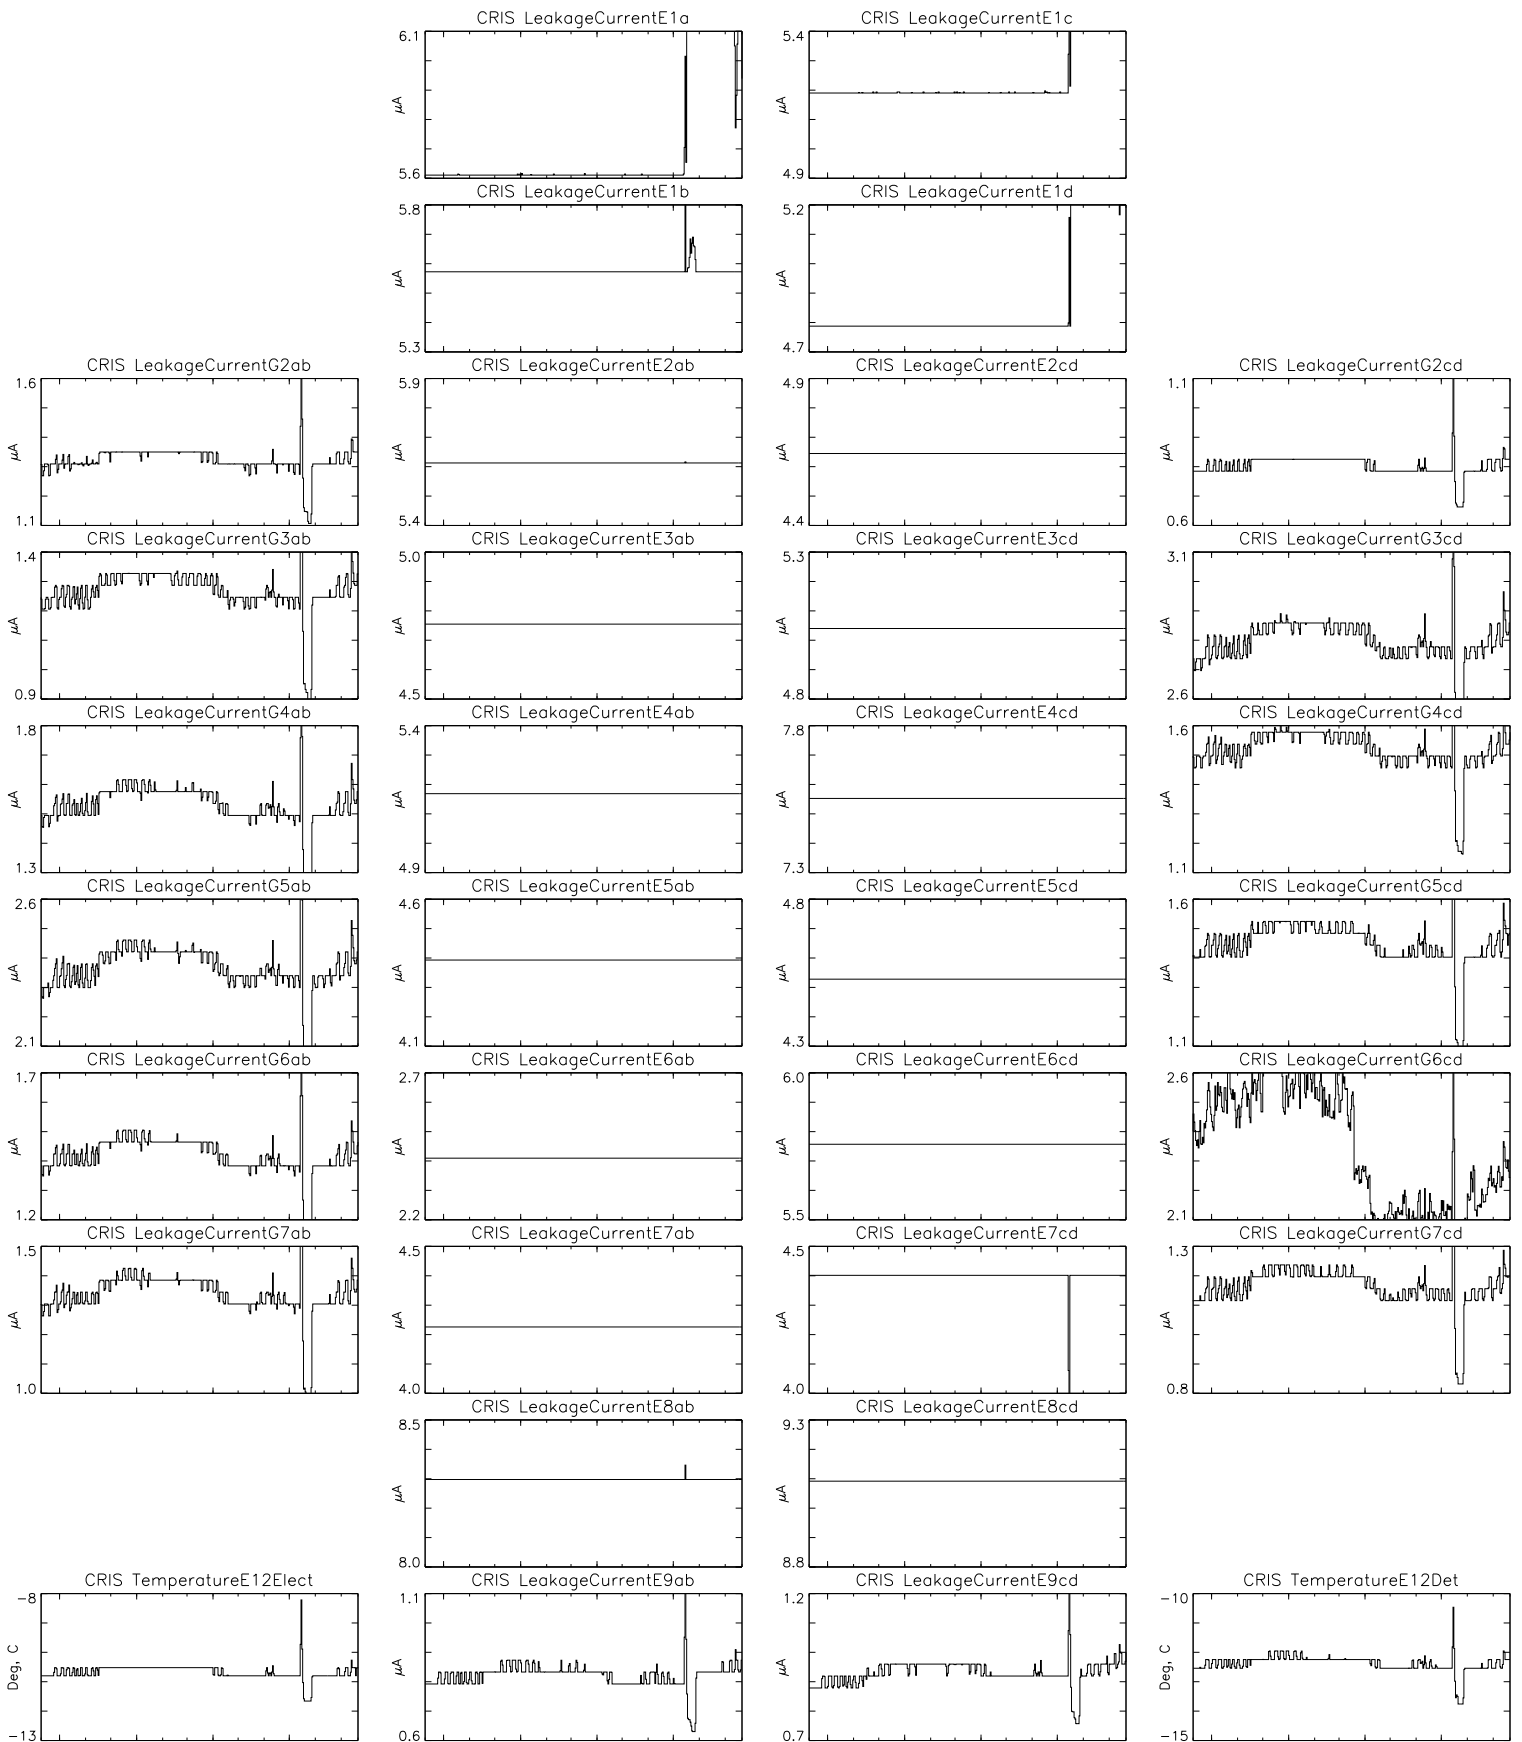 CRIS LeakageCurrentE1a
CRIS LeakageCurrentE1c
6.1
5.4
μA
μA
5.6
4.9
CRIS LeakageCurrentE1b
CRIS LeakageCurrentE1d
5.8
5.2
μA
μA
5.3
4.7
CRIS LeakageCurrentG2ab
CRIS LeakageCurrentE2ab
CRIS LeakageCurrentE2cd
CRIS LeakageCurrentG2cd
1.6
5.9
4.9
1.1
μA
μA
μA
μA
1.1
5.4
4.4
0.6
CRIS LeakageCurrentG3ab
CRIS LeakageCurrentE3ab
CRIS LeakageCurrentE3cd
CRIS LeakageCurrentG3cd
1.4
5.0
5.3
3.1
μA
μA
μA
μA
0.9
4.5
4.8
2.6
CRIS LeakageCurrentG4ab
CRIS LeakageCurrentE4ab
CRIS LeakageCurrentE4cd
CRIS LeakageCurrentG4cd
1.8
5.4
7.8
1.6
μA
μA
μA
μA
1.3
4.9
7.3
1.1
CRIS LeakageCurrentG5ab
CRIS LeakageCurrentE5ab
CRIS LeakageCurrentE5cd
CRIS LeakageCurrentG5cd
2.6
4.6
4.8
1.6
μA
μA
μA
μA
2.1
4.1
4.3
1.1
CRIS LeakageCurrentG6ab
CRIS LeakageCurrentE6ab
CRIS LeakageCurrentE6cd
CRIS LeakageCurrentG6cd
1.7
2.7
6.0
2.6
μA
μA
μA
μA
1.2
2.2
5.5
2.1
CRIS LeakageCurrentG7ab
CRIS LeakageCurrentE7ab
CRIS LeakageCurrentE7cd
CRIS LeakageCurrentG7cd
1.5
4.5
4.5
1.3
μA
μA
μA
μA
1.0
4.0
4.0
0.8
CRIS LeakageCurrentE8ab
CRIS LeakageCurrentE8cd
8.5
9.3
μA
μA
8.0
8.8
CRIS TemperatureE12Elect
CRIS LeakageCurrentE9ab
CRIS LeakageCurrentE9cd
CRIS TemperatureE12Det
-8
1.1
1.2
-10
Deg, C
μA
μA
Deg, C
-13
0.6
0.7
-15